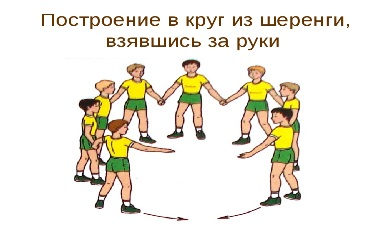 Построение в круг из шеренги,
взявшись за руки